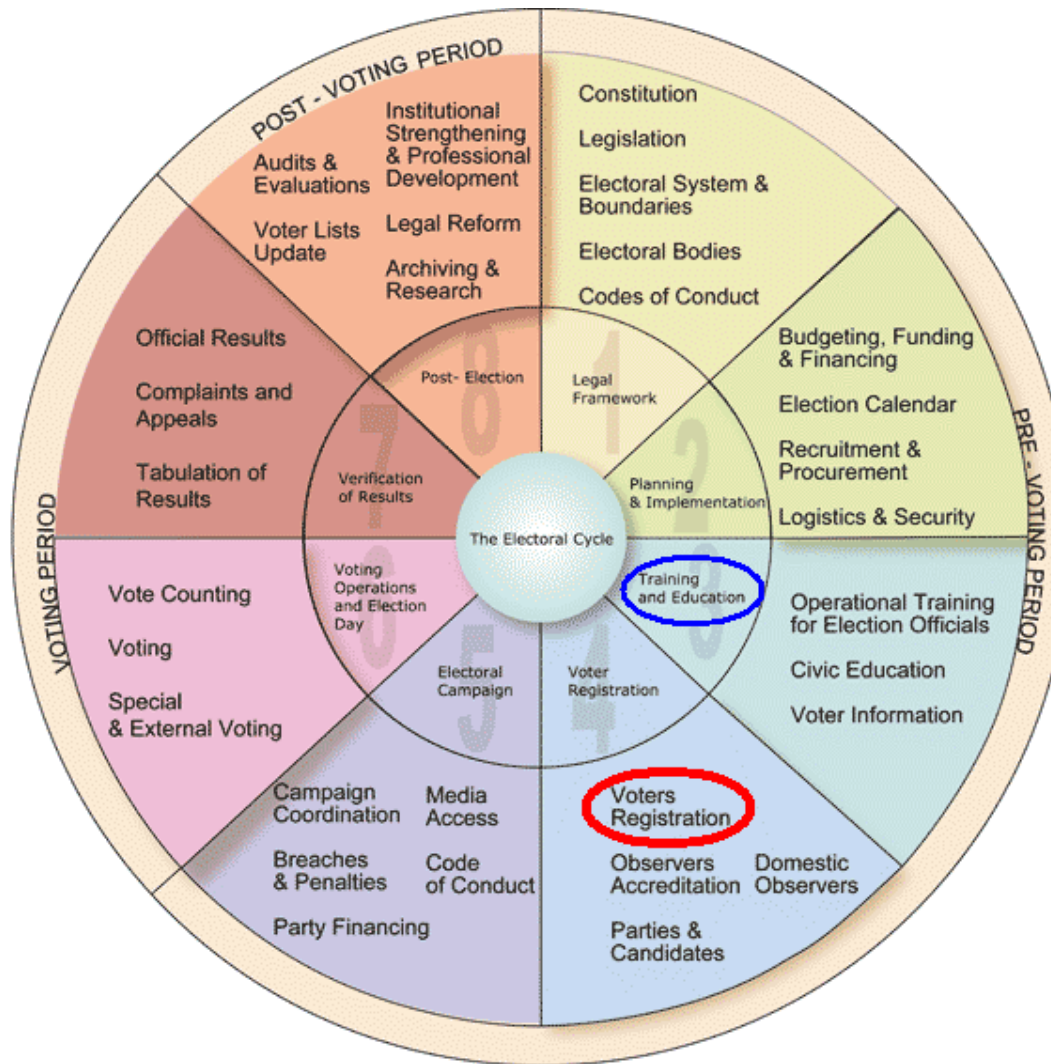 POST - VOTING PERIOD
PRE - VOTING PERIOD
VOTING PERIOD
The Electoral Cycle
1
Legal
Framework
Constitution
Legislation
Electoral System &
Boundaries
Electoral Bodies
Codes of Conduct
2
Planning
& Implementation
Budgeting, Funding
& Financing
Election Calendar
Recruitment &
Procurement
Logistics & Security
3
Training
and Education
Operational Training
for Election Officials
Civic Education
Voter Information
4
Voter
Registration
Voters
Registration
Observers
Accreditation
Domestic
Observers
Parties &
Candidates
5
Electoral
Campaign
Campaign
Coordination
Media
Access
Breaches
& Penalties
Code
of Conduct
Party Financing
6
Voting
Operations
and Election
Day
Vote Counting
Voting
Special
& External Voting
7
Verification
of Results
Official Results
Complaints and
Appeals
Tabulation of
Results
8
Post- Election
Institutional
Strengthening
& Professional
Development
Audits &
Evaluations
Legal Reform
Voter Lists
Update
Archiving &
Research